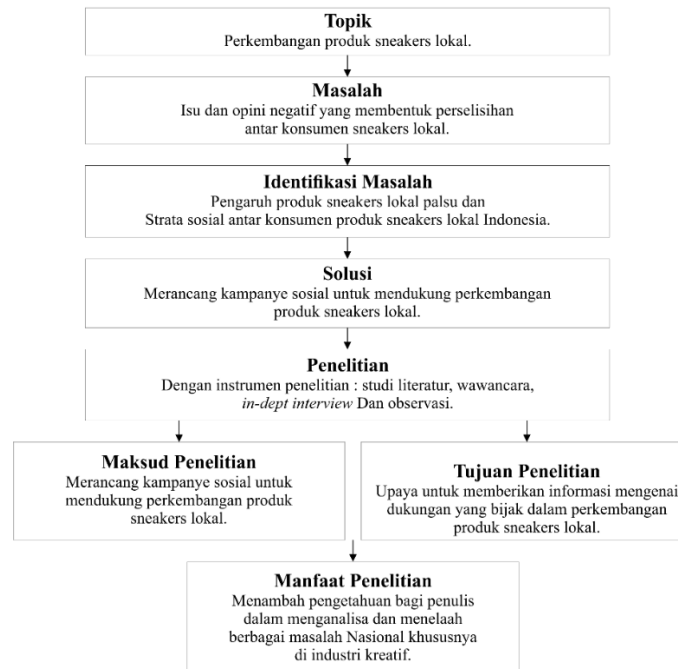 Topik
Perkembangan produk sneakers lokal.
Masalah
Isu dan opini negatif yang membentuk perselisihan
antar konsumen sneakers lokal.
Identifikasi Masalah
Pengaruh produk sneakers lokal palsu dan
Strata sosial antar konsumen produk sneakers lokal Indonesia.
Solusi
Merancang kampanye sosial untuk mendukung perkembangan
produk sneakers lokal.
Penelitian
Dengan instrumen penelitian : studi literatur, wawancara,
in-dept interview Dan observasi.
Maksud Penelitian
Merancang kampanye sosial untuk
mendukung perkembangan produk
sneakers lokal.
Tujuan Penelitian
Upaya untuk memberikan informasi mengenai
dukungan yang bijak dalam perkembangan
produk sneakers lokal.
Manfaat Penelitian
Menambah pengetahuan bagi penulis
dalam menganalisa dan menelaah
berbagai masalah Nasional khususnya
di industri kreatif.